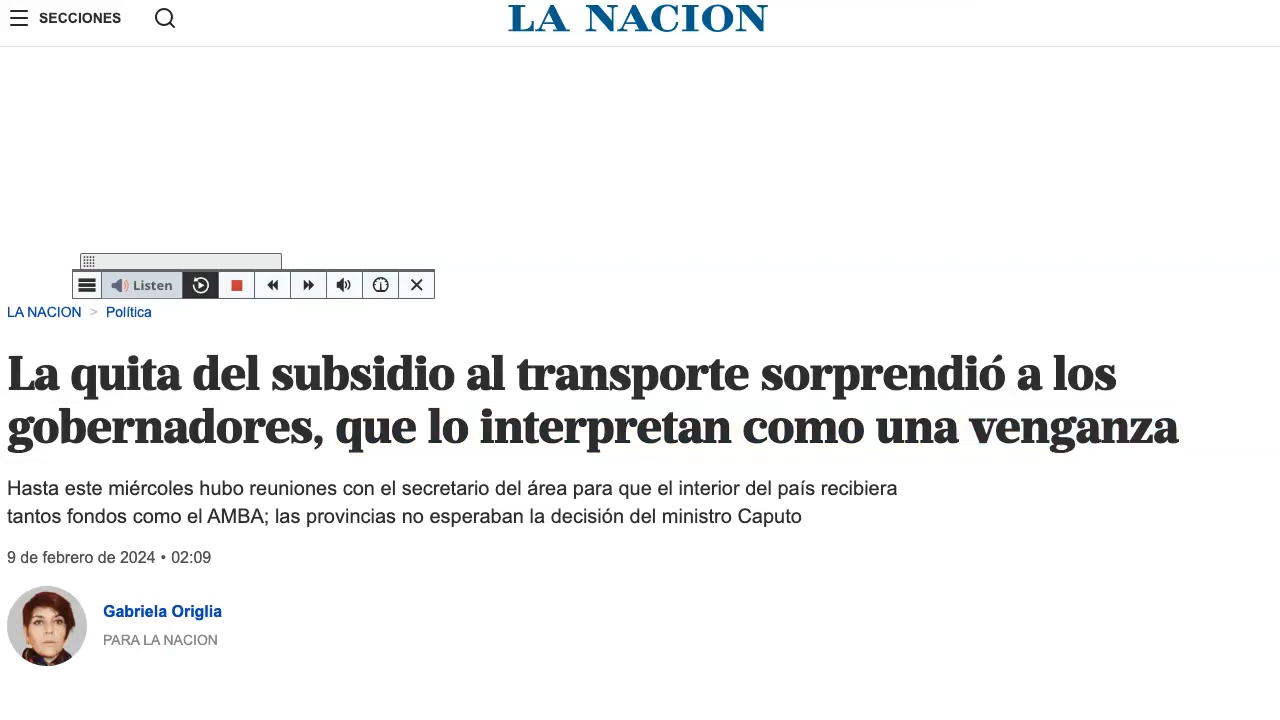 SECCIONES
LA NACION
Listen
LA NACION > Política
La quita del subsidio al transporte sorprendió a los
gobernadores, que lo interpretan como una venganza
Hasta este miércoles hubo reuniones con el secretario del área para que el interior del país recibiera
tantos fondos como el AMBA; las provincias no esperaban la decisión del ministro Caputo
9 de febrero de 2024 • 02:09
Gabriela Origlia
PARA LA NACION